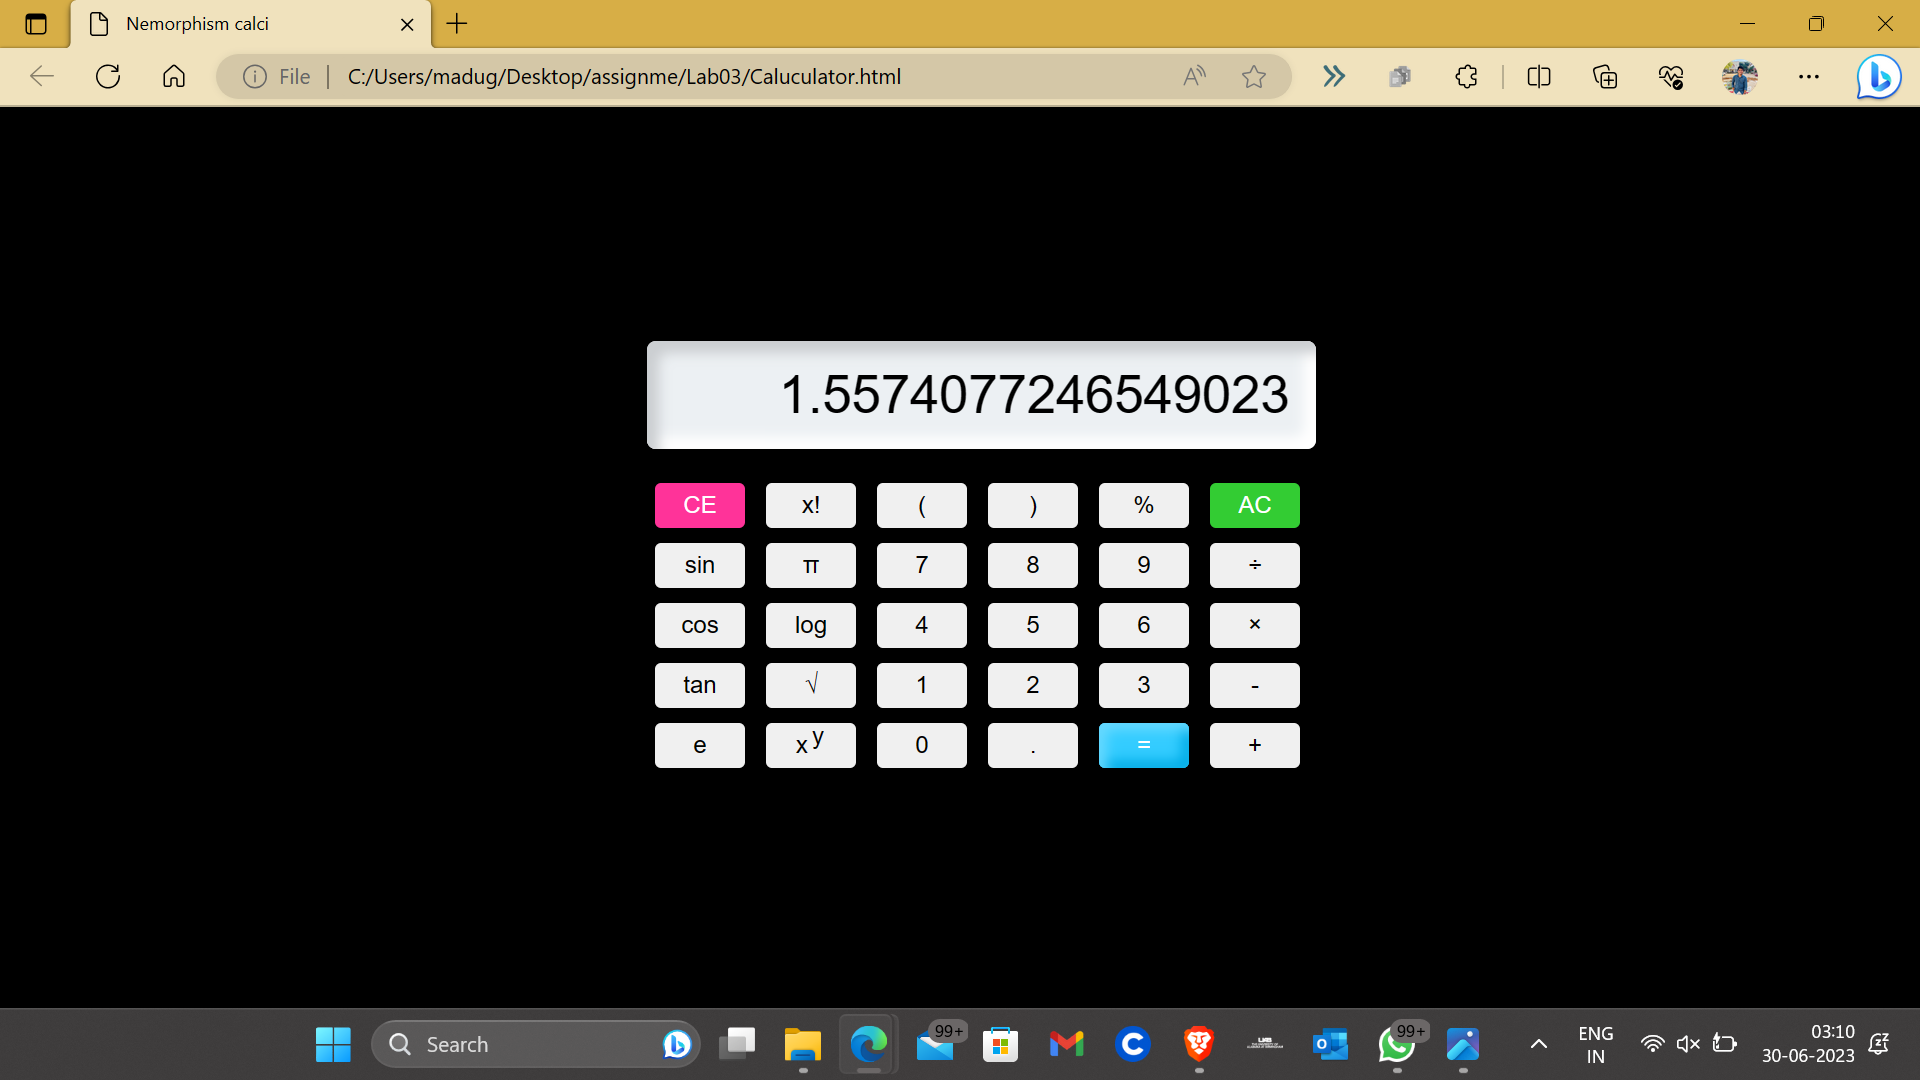 Nemorphism calci
File C:/Users/madug/Desktop/assignme/Lab03/Caluculator.html
1.5574077246549023
CE x! ( ) % AC
sin π 7 8 9 ÷
cos log 4 5 6 ×
tan √ 1 2 3 -
e x y 0 . = +
Search
99+
UAB
99+
ENG
IN
03:10
30-06-2023